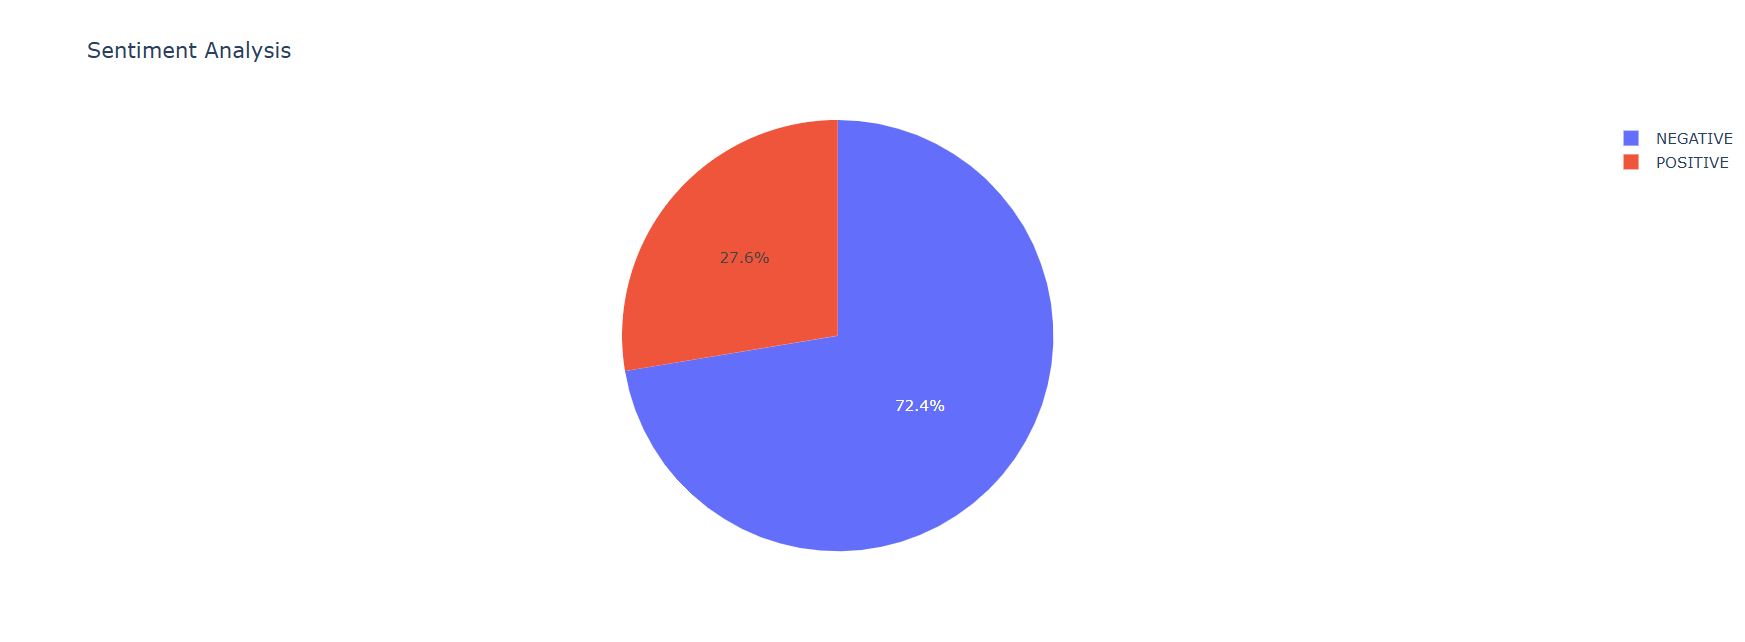 Sentiment Analysis
NEGATIVE
POSITIVE
27.6%
72.4%